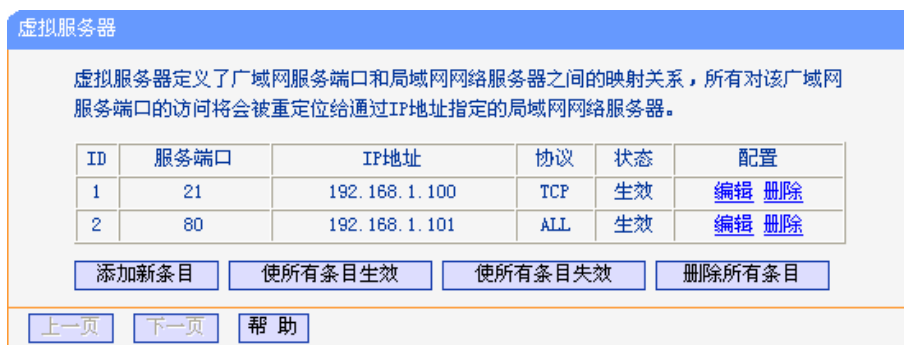 虚拟服务器
虚拟服务器定义了广域网服务端口和局域网网络服务器之间的映射关系，所有对该广域网
服务端口的访问将会被重定位给通过IP地址指定的局域网网络服务器。
ID 服务端口 IP地址 协议 状态 配置
1 21 192.168.1.100 TCP 生效 编辑 删除
2 80 192.168.1.101 ALL 生效 编辑 删除
添加新条目 使所有条目生效 使所有条目失效 删除所有条目
上一页 下一页 帮 助